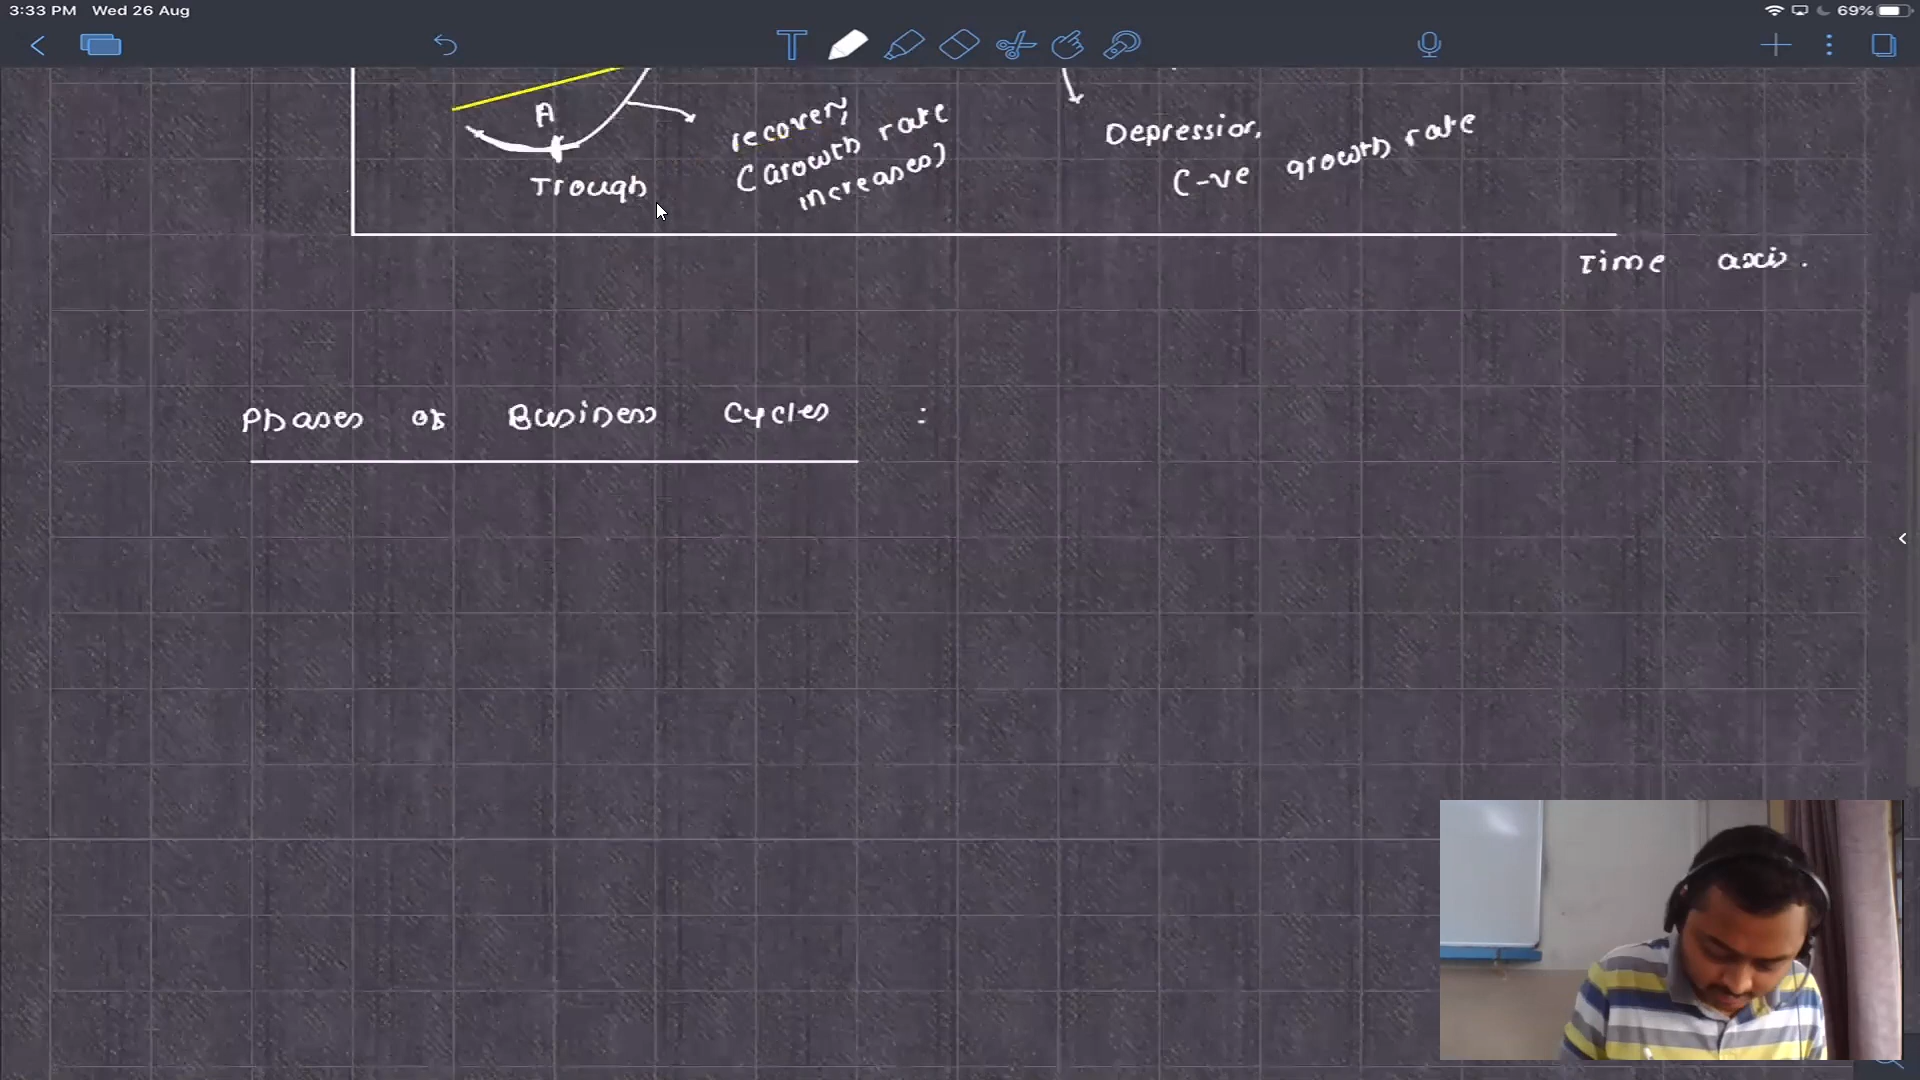 3:33 PM Wed 26 Aug
69%
A
Trough
recovery
(Growth rate
increases)
Depression.
(-ve growth rate
Time axis.
Phases of Business Cycles :